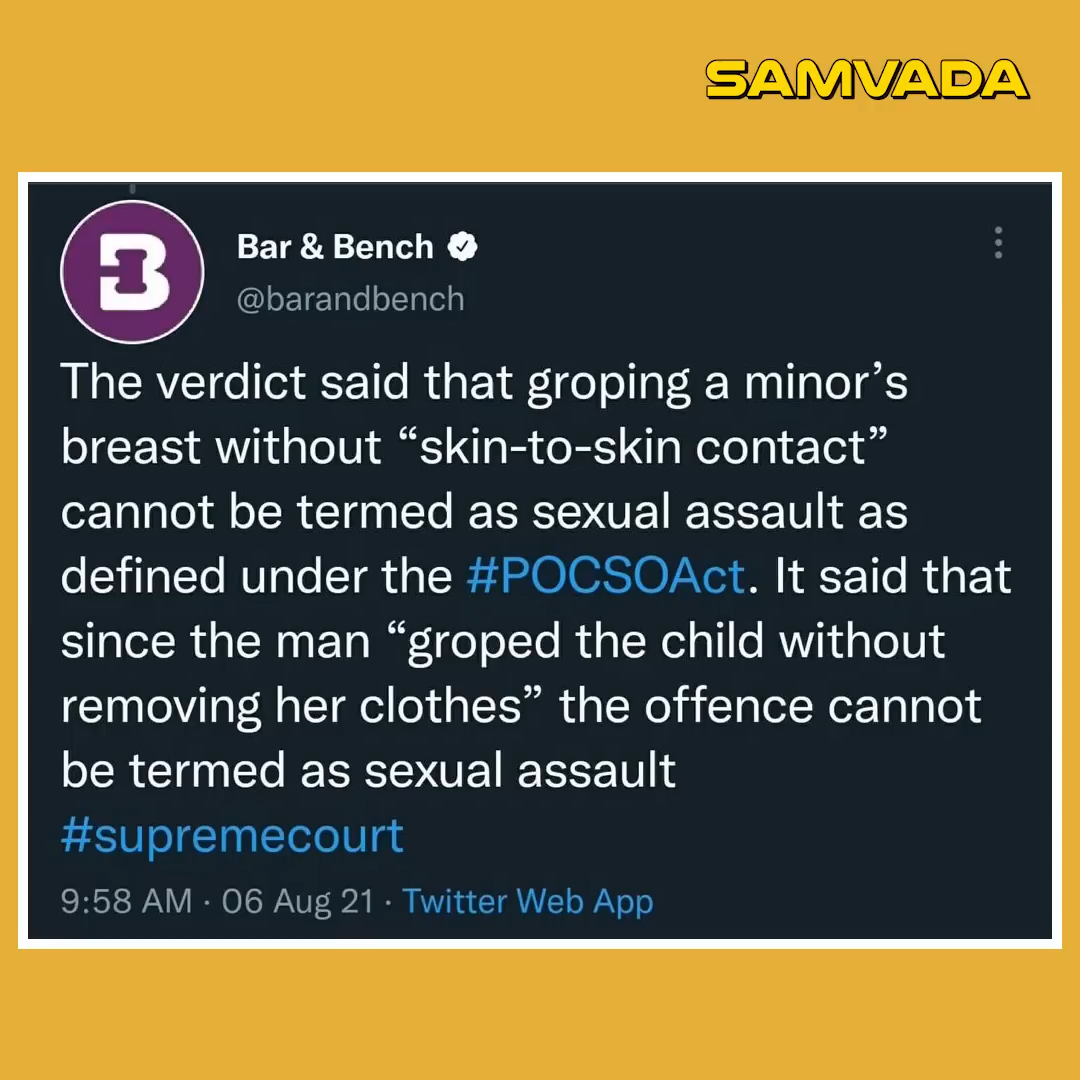 SAMVADA
Bar & Bench
@barandbench
The verdict said that groping a minor’s
breast without “skin-to-skin contact”
cannot be termed as sexual assault as
defined under the #POCSOAct. It said that
since the man “groped the child without
removing her clothes” the offence cannot
be termed as sexual assault
#supremecourt
9:58 AM · 06 Aug 21 · Twitter Web App